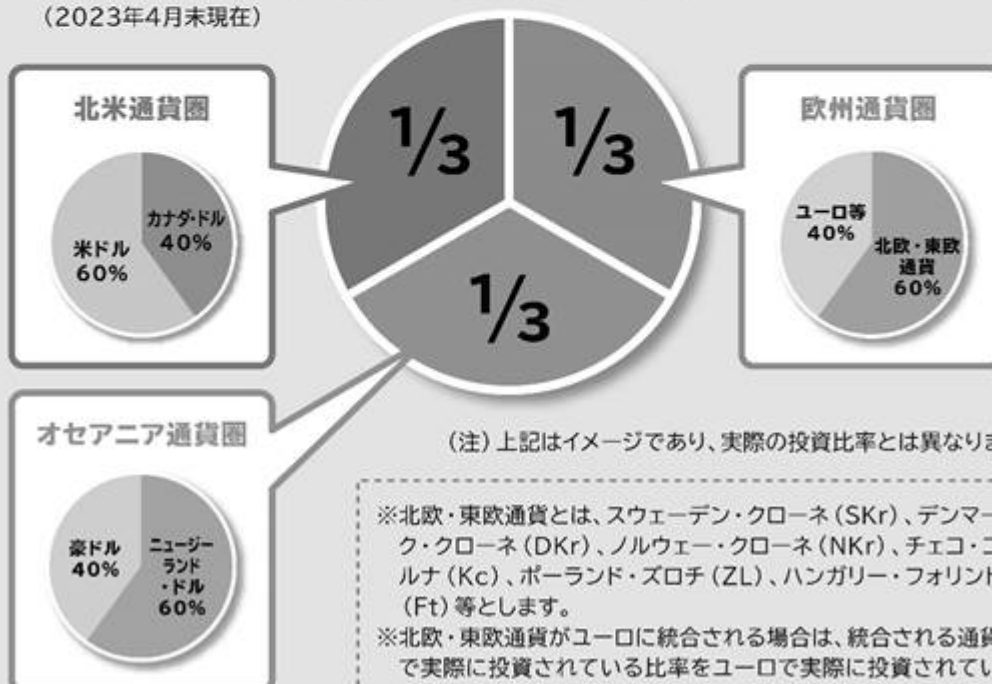 （2023年4月末現在）
北米通貨圏
カナダ・ドル
40%
米ドル
60%
1/3
1/3
1/3
欧州通貨圏
ユーロ等
40%
北欧・東欧
通貨
60%
オセアニア通貨圏
豪ドル
40%
ニュージー
ランド
・ドル
60%
（注）上記はイメージであり、実際の投資比率とは異なりま
※北欧・東欧通貨とは、スウェーデン・クローネ（SKr）、デンマー
ク・クローネ（DKr）、ノルウェー・クローネ（NKr）、チェコ・コ
ルナ（Kc）、ポーランド・ズロチ（ZL）、ハンガリー・フォリント
（Ft）等とします。
※北欧・東欧通貨がユーロに統合される場合は、統合される通貨
で実際に投資されている比率をユーロで実際に投資されてい